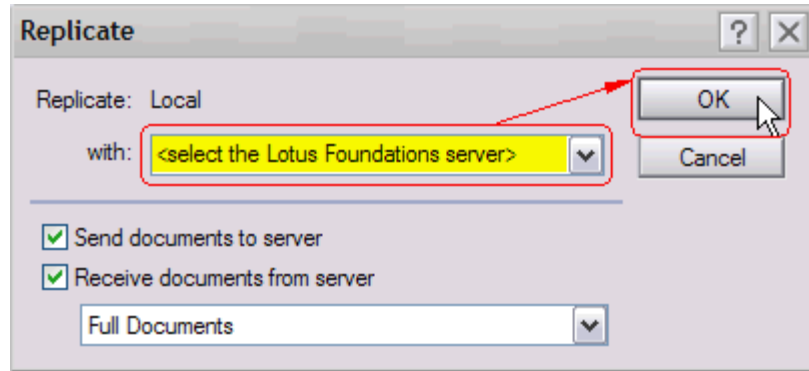 Replicate
?
Replicate: Local
OK
with: <select the Lotus Foundations server>
Cancel
Send documents to server
Receive documents from server
Full Documents